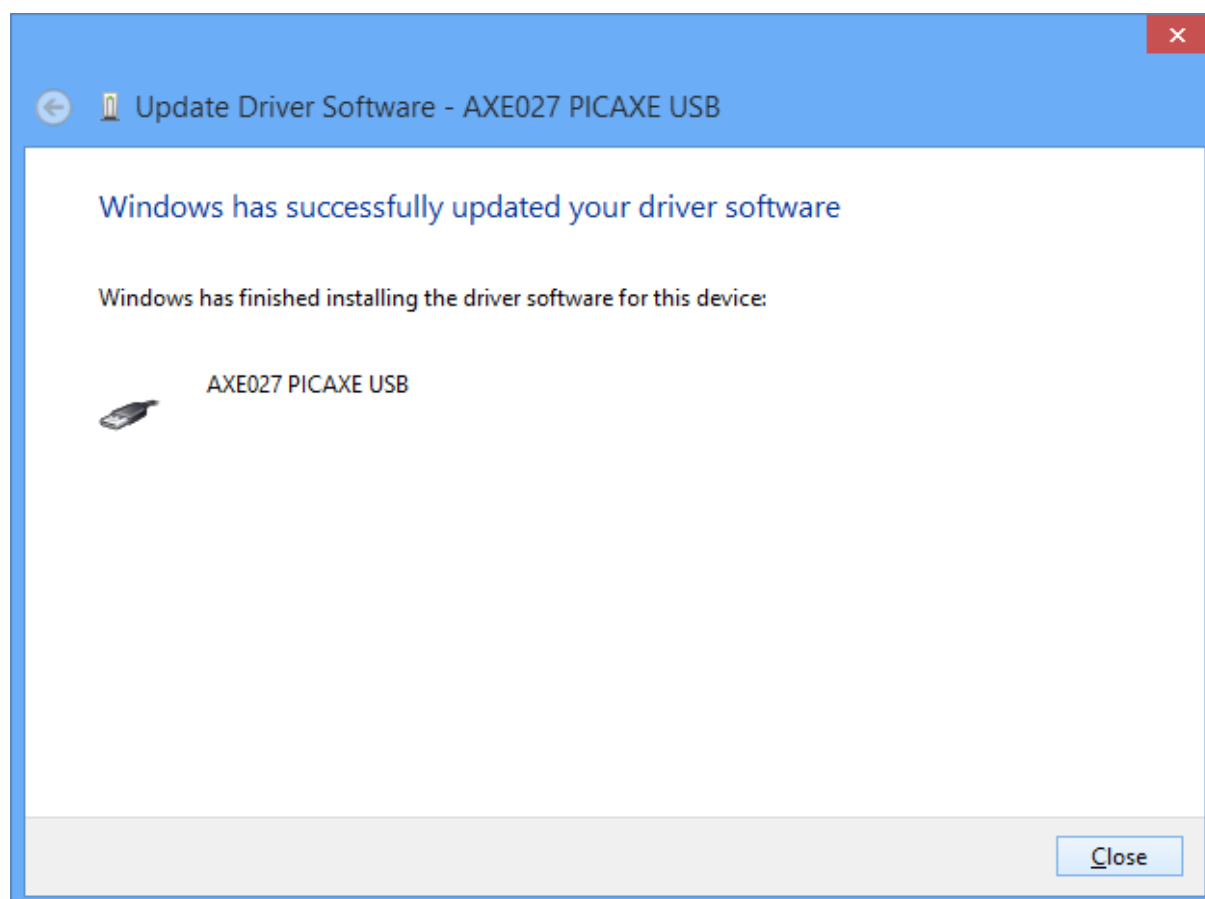 Update Driver Software - AXE027 PICAXE USB
Windows has successfully updated your driver software
Windows has finished installing the driver software for this device:
AXE027 PICAXE USB
Close